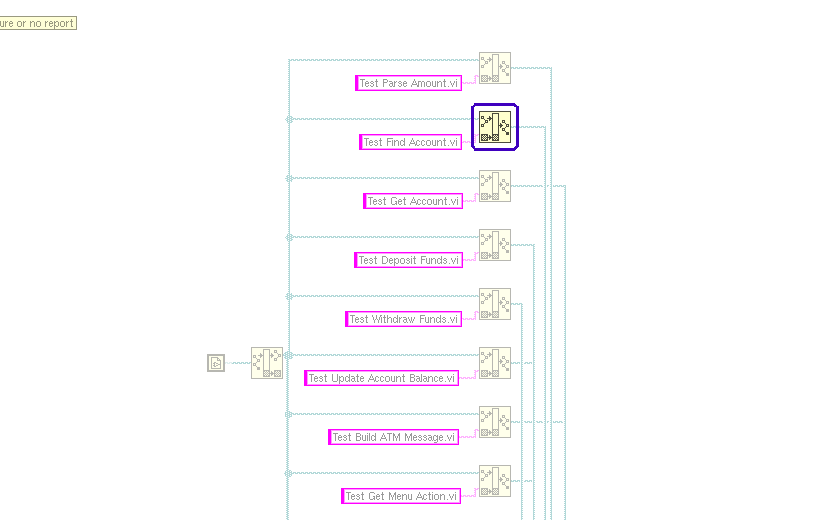 ure or no report
Test Parse Amount.vi
Test Find Account.vi
Test Get Account.vi
Test Deposit Funds.vi
Test Withdraw Funds.vi
Test Update Account Balance.vi
Test Build ATM Message.vi
Test Get Menu Action.vi